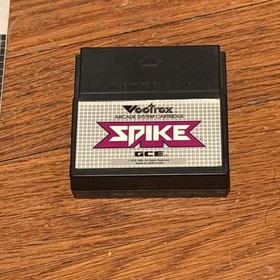 Vectrex
ARCADE SYSTEM CARTRIDGE
SPIKE
GCE